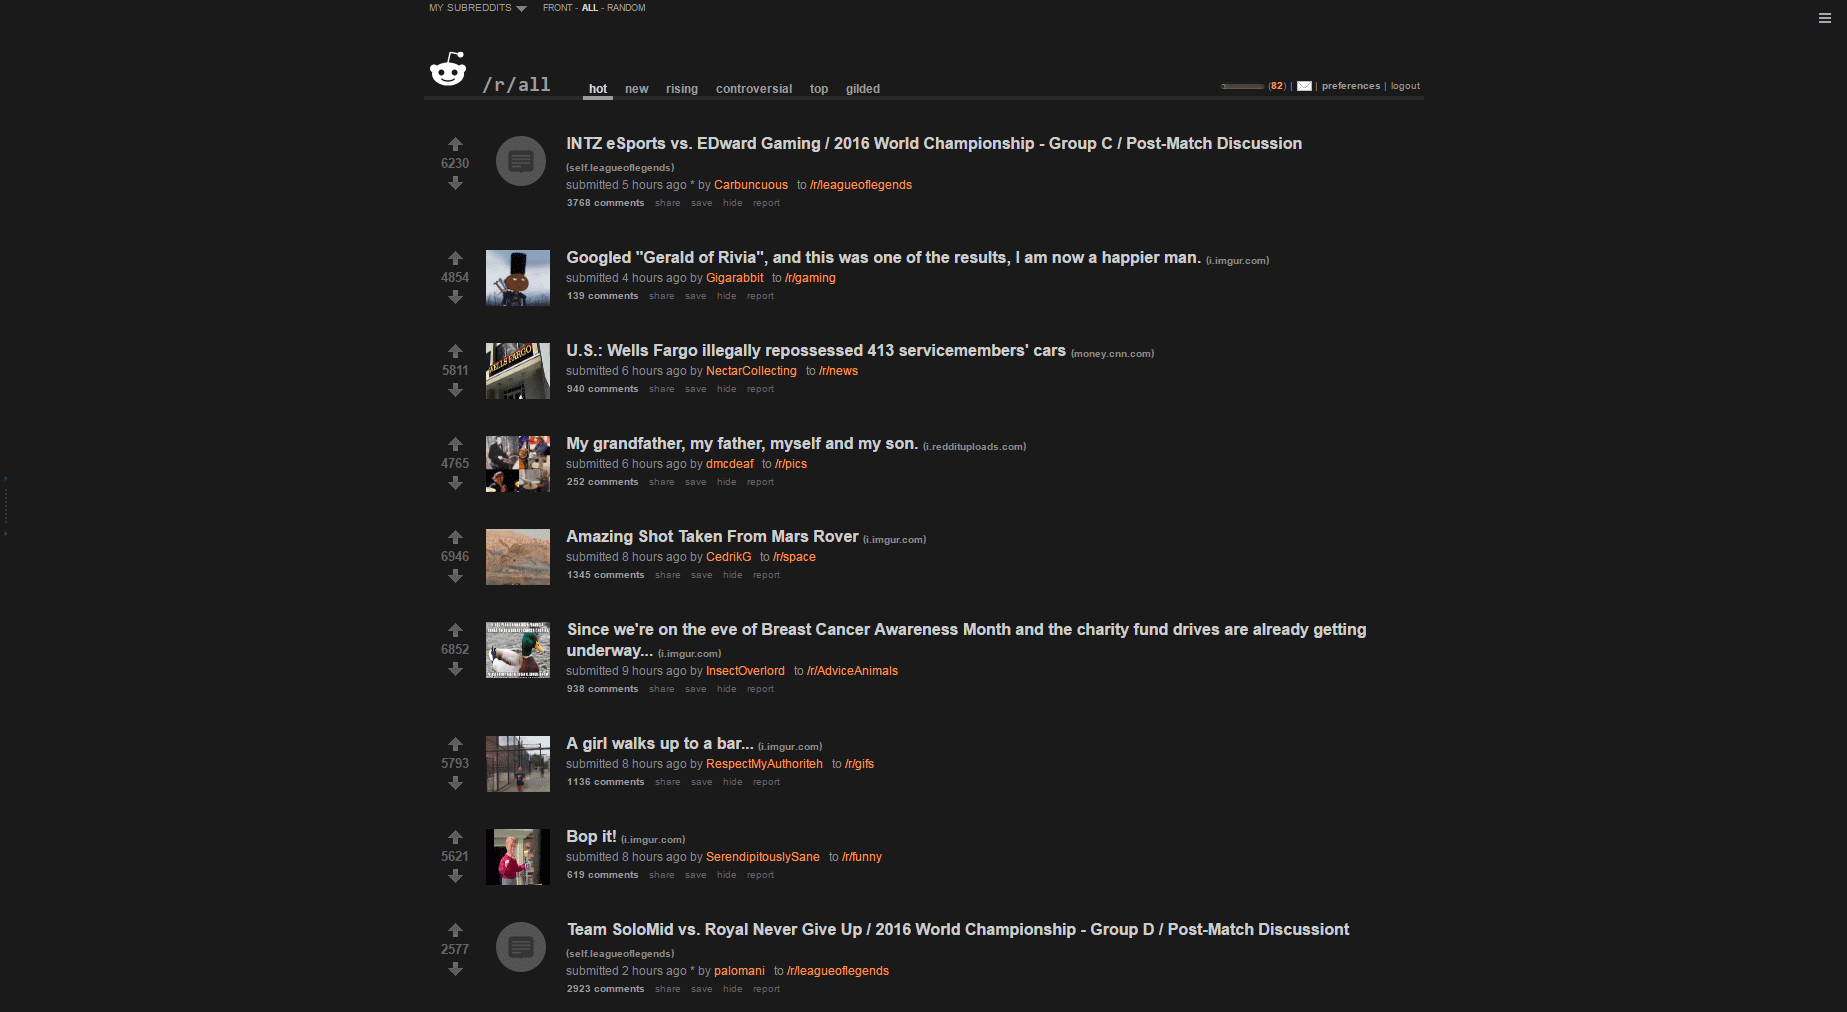 MY SUBREDDITS FRONT - ALL - RANDOM
/r/all hot new rising controversial top gilded (82) | | preferences | logout
INTZ eSports vs. EDward Gaming / 2016 World Championship - Group C / Post-Match Discussion
(self.leagueoflegends)
6230
submitted 5 hours ago * by Carbuncuous to /r/leagueoflegends
3768 comments share save hide report
Googled "Gerald of Rivia", and this was one of the results, I am now a happier man. (i.imgur.com)
4854 submitted 4 hours ago by Gigarabbit to /r/gaming
139 comments share save hide report
WELLS FARGO
U.S.: Wells Fargo illegally repossessed 413 servicemembers' cars (money.cnn.com)
5811 submitted 6 hours ago by NectarCollecting to /r/news
940 comments share save hide report
My grandfather, my father, myself and my son. (i.reddituploads.com)
4765 submitted 6 hours ago by dmcdeaf to /r/pics
252 comments share save hide report
Amazing Shot Taken From Mars Rover (i.imgur.com)
6946 submitted 8 hours ago by CedrikG to /r/space
1345 comments share save hide report
Since we're on the eve of Breast Cancer Awareness Month and the charity fund drives are already getting
underway... (i.imgur.com)
6852
submitted 9 hours ago by InsectOverlord to /r/AdviceAnimals
938 comments share save hide report
A girl walks up to a bar... (i.imgur.com)
5793 submitted 8 hours ago by RespectMyAuthoriteh to /r/gifs
1136 comments share save hide report
Bop it! (i.imgur.com)
5621 submitted 8 hours ago by SerendipitouslySane to /r/funny
619 comments share save hide report
Team SoloMid vs. Royal Never Give Up / 2016 World Championship - Group D / Post-Match Discussiont
2577
(self.leagueoflegends)
submitted 2 hours ago * by palomani to /r/leagueoflegends
2923 comments share save hide report